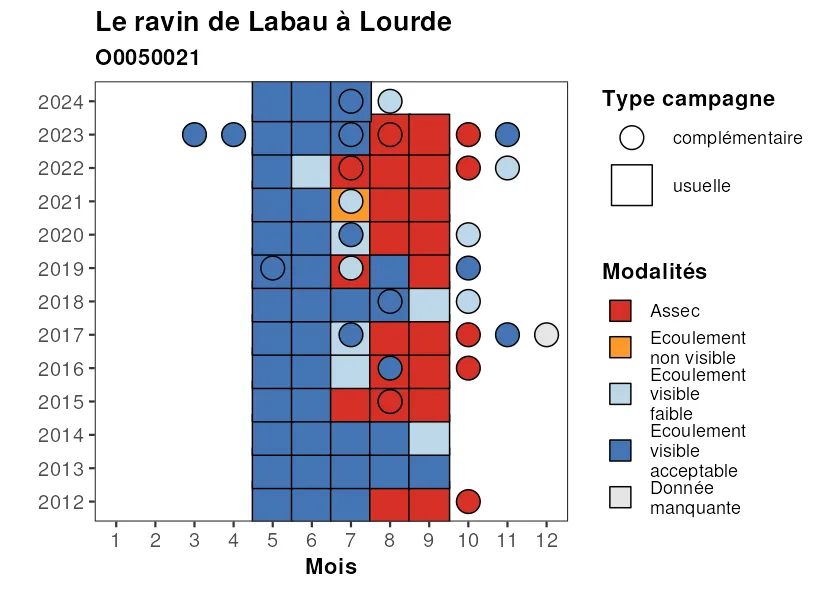 Le ravin de Labau à Lourde
O0050021
2024
2023
2022
2021
2020
2019
2018
2017
2016
2015
2014
2013
2012
1 2 3 4 5 6 7 8 9 10 11 12
Mois
Type campagne
complémentaire
usuelle
Modalités
Assec
Ecoulement
non visible
Ecoulement
visible
faible
Ecoulement
visible
acceptable
Donnée
manquante